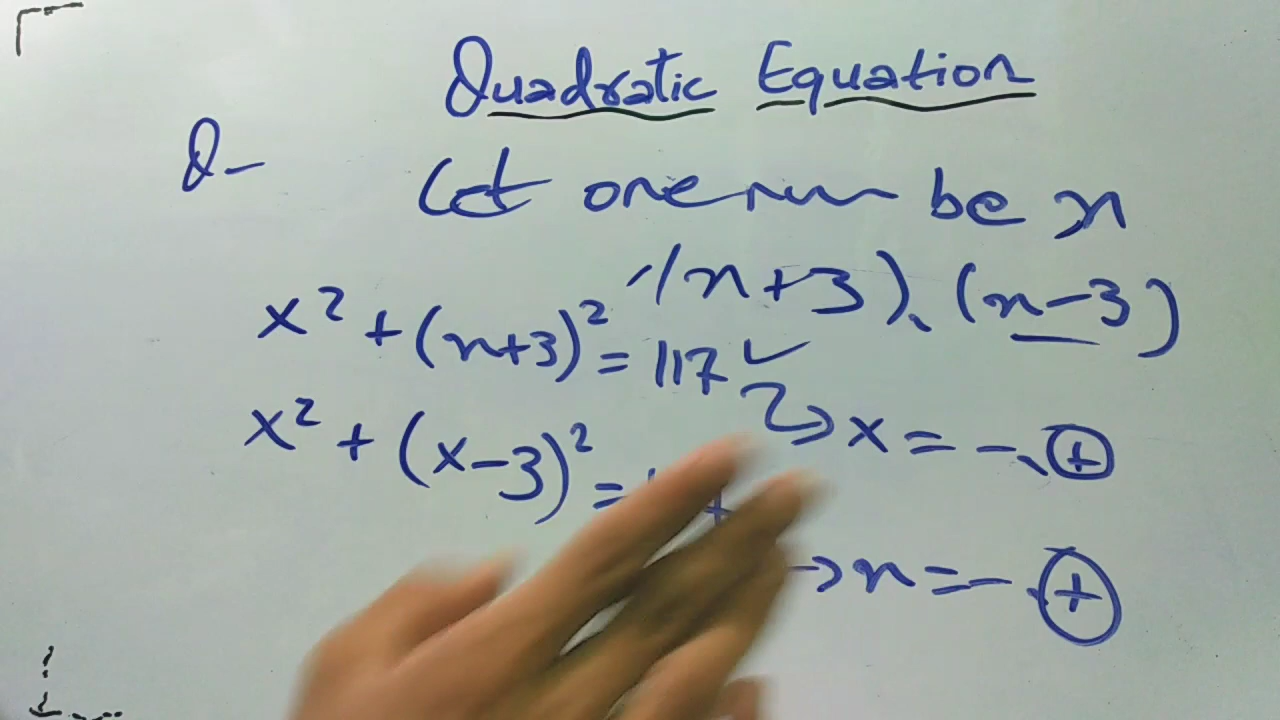 Quadratic Equation
Q-
Let one num be x
(x+3), (x-3)
x² + (x+3)² = 117 ✓
x² + (x-3)² =
→ x = -, +
→ x = -, +